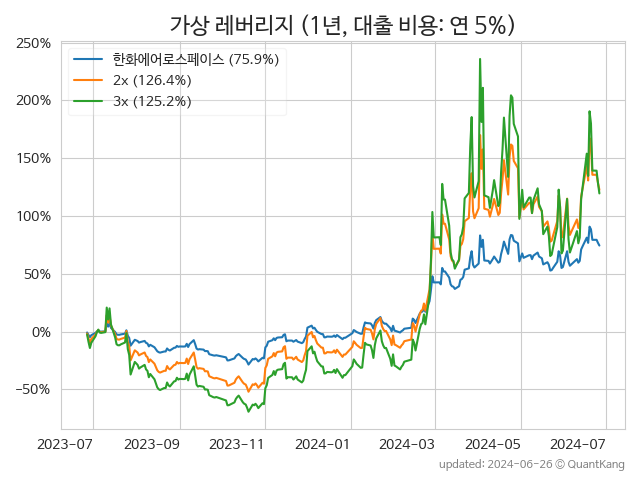 가상 레버리지 (1년, 대출 비용: 연 5%)
250%
200%
150%
100%
50%
0%
−50%
한화에어로스페이스 (75.9%)
2x (126.4%)
3x (125.2%)
2023-07 2023-09 2023-11 2024-01 2024-03 2024-05 2024-07
updated: 2024-06-26 © QuantKang